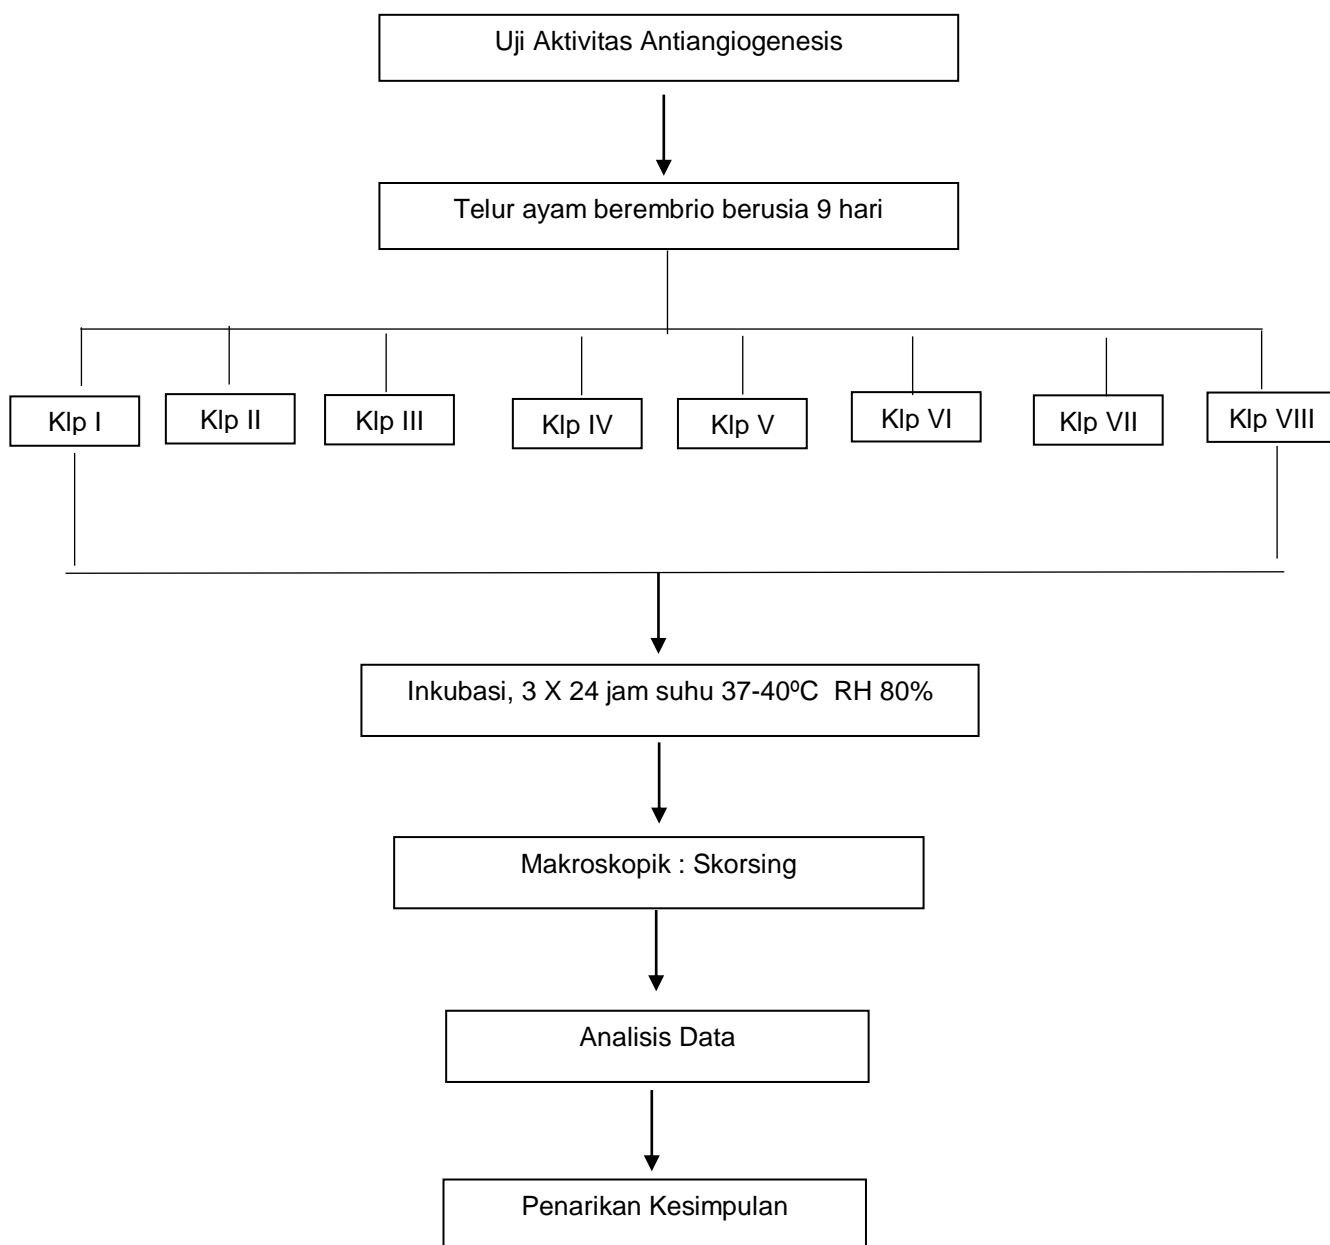 Uji Aktivitas Antiangiogenesis
Telur ayam berembrio berusia 9 hari
Klp I
Klp II
Klp III
Klp IV
Klp V
Klp VI
Klp VII
Klp VIII
Inkubasi, 3 X 24 jam suhu 37-40ºC RH 80%
Makroskopik : Skorsing
Analisis Data
Penarikan Kesimpulan